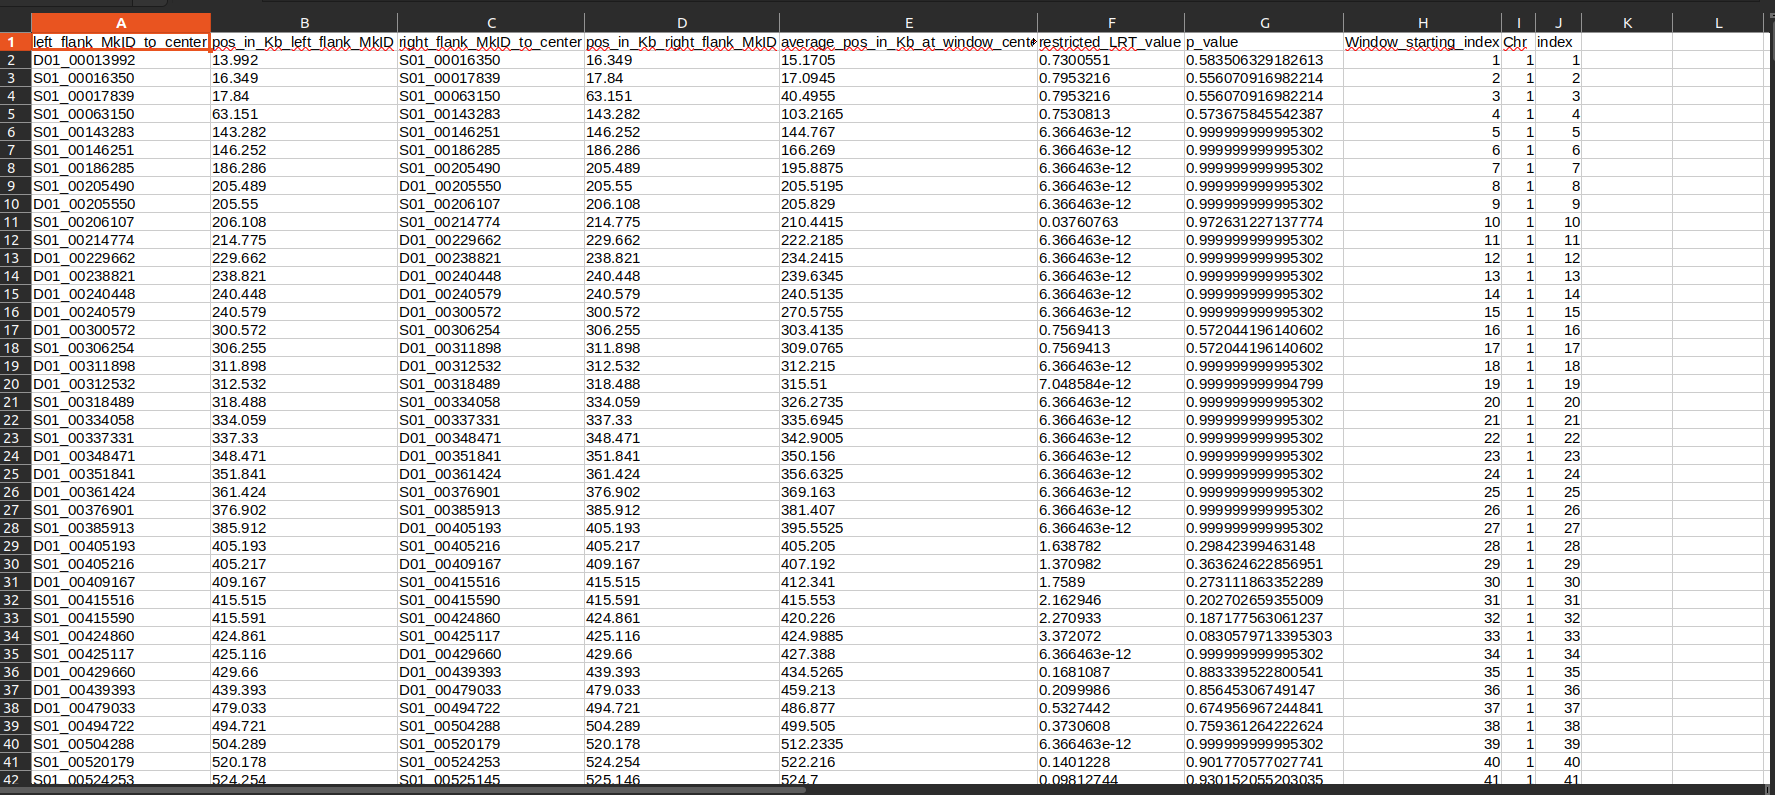 A B C D E F G H I J K L
1 left_flank_MkID_to_center pos_in_Kb_left_flank_MkID right_flank_MkID_to_center pos_in_Kb_right_flank_MkID average_pos_in_Kb_at_window_cente restricted_LRT_value p_value Window_starting_index Chr index
2 D01_00013992 13.992 S01_00016350 16.349 15.1705 0.7300551 0.583506329182613 1 1 1
3 S01_00016350 16.349 S01_00017839 17.84 17.0945 0.7953216 0.556070916982214 2 1 2
4 S01_00017839 17.84 S01_00063150 63.151 40.4955 0.7953216 0.556070916982214 3 1 3
5 S01_00063150 63.151 S01_00143283 143.282 103.2165 0.7530813 0.573675845542387 4 1 4
6 S01_00143283 143.282 S01_00146251 146.252 144.767 6.366463e-12 0.999999999995302 5 1 5
7 S01_00146251 146.252 S01_00186285 186.286 166.269 6.366463e-12 0.999999999995302 6 1 6
8 S01_00186285 186.286 S01_00205490 205.489 195.8875 6.366463e-12 0.999999999995302 7 1 7
9 S01_00205490 205.489 D01_00205550 205.55 205.5195 6.366463e-12 0.999999999995302 8 1 8
10 D01_00205550 205.55 S01_00206107 206.108 205.829 6.366463e-12 0.999999999995302 9 1 9
11 S01_00206107 206.108 S01_00214774 214.775 210.4415 0.03760763 0.972631227137774 10 1 10
12 S01_00214774 214.775 D01_00229662 229.662 222.2185 6.366463e-12 0.999999999995302 11 1 11
13 D01_00229662 229.662 D01_00238821 238.821 234.2415 6.366463e-12 0.999999999995302 12 1 12
14 D01_00238821 238.821 D01_00240448 240.448 239.6345 6.366463e-12 0.999999999995302 13 1 13
15 D01_00240448 240.448 D01_00240579 240.579 240.5135 6.366463e-12 0.999999999995302 14 1 14
16 D01_00240579 240.579 D01_00300572 300.572 270.5755 6.366463e-12 0.999999999995302 15 1 15
17 D01_00300572 300.572 S01_00306254 306.255 303.4135 0.7569413 0.572044196140602 16 1 16
18 S01_00306254 306.255 D01_00311898 311.898 309.0765 0.7569413 0.572044196140602 17 1 17
19 D01_00311898 311.898 D01_00312532 312.532 312.215 6.366463e-12 0.999999999995302 18 1 18
20 D01_00312532 312.532 S01_00318489 318.488 315.51 7.048584e-12 0.999999999994799 19 1 19
21 S01_00318489 318.488 S01_00334058 334.059 326.2735 6.366463e-12 0.999999999995302 20 1 20
22 S01_00334058 334.059 S01_00337331 337.33 335.6945 6.366463e-12 0.999999999995302 21 1 21
23 S01_00337331 337.33 D01_00348471 348.471 342.9005 6.366463e-12 0.999999999995302 22 1 22
24 D01_00348471 348.471 D01_00351841 351.841 350.156 6.366463e-12 0.999999999995302 23 1 23
25 D01_00351841 351.841 D01_00361424 361.424 356.6325 6.366463e-12 0.999999999995302 24 1 24
26 D01_00361424 361.424 S01_00376901 376.902 369.163 6.366463e-12 0.999999999995302 25 1 25
27 S01_00376901 376.902 S01_00385913 385.912 381.407 6.366463e-12 0.999999999995302 26 1 26
28 S01_00385913 385.912 D01_00405193 405.193 395.5525 6.366463e-12 0.999999999995302 27 1 27
29 D01_00405193 405.193 S01_00405216 405.217 405.205 1.638782 0.29842399463148 28 1 28
30 S01_00405216 405.217 D01_00409167 409.167 407.192 1.370982 0.363624622856951 29 1 29
31 D01_00409167 409.167 S01_00415516 415.515 412.341 1.7589 0.273111863352289 30 1 30
32 S01_00415516 415.515 S01_00415590 415.591 415.553 2.162946 0.202702659355009 31 1 31
33 S01_00415590 415.591 S01_00424860 424.861 420.226 2.270933 0.187177563061237 32 1 32
34 S01_00424860 424.861 S01_00425117 425.116 424.9885 3.372072 0.0830579713395303 33 1 33
35 S01_00425117 425.116 D01_00429660 429.66 427.388 6.366463e-12 0.999999999995302 34 1 34
36 D01_00429660 429.66 D01_00439393 439.393 434.5265 0.1681087 0.883339522800541 35 1 35
37 D01_00439393 439.393 D01_00479033 479.033 459.213 0.2099986 0.85645306749147 36 1 36
38 D01_00479033 479.033 S01_00494722 494.721 486.877 0.5327442 0.674956967244841 37 1 37
39 S01_00494722 494.721 S01_00504288 504.289 499.505 0.3730608 0.759361264222624 38 1 38
40 S01_00504288 504.289 S01_00520179 520.178 512.2335 6.366463e-12 0.999999999995302 39 1 39
41 S01_00520179 520.178 S01_00524253 524.254 522.216 0.1401228 0.901770577027741 40 1 40
42 S01_00524253 524.254 S01_00525145 525.146 524.7 0.09812744 0.930152055203035 41 1 41